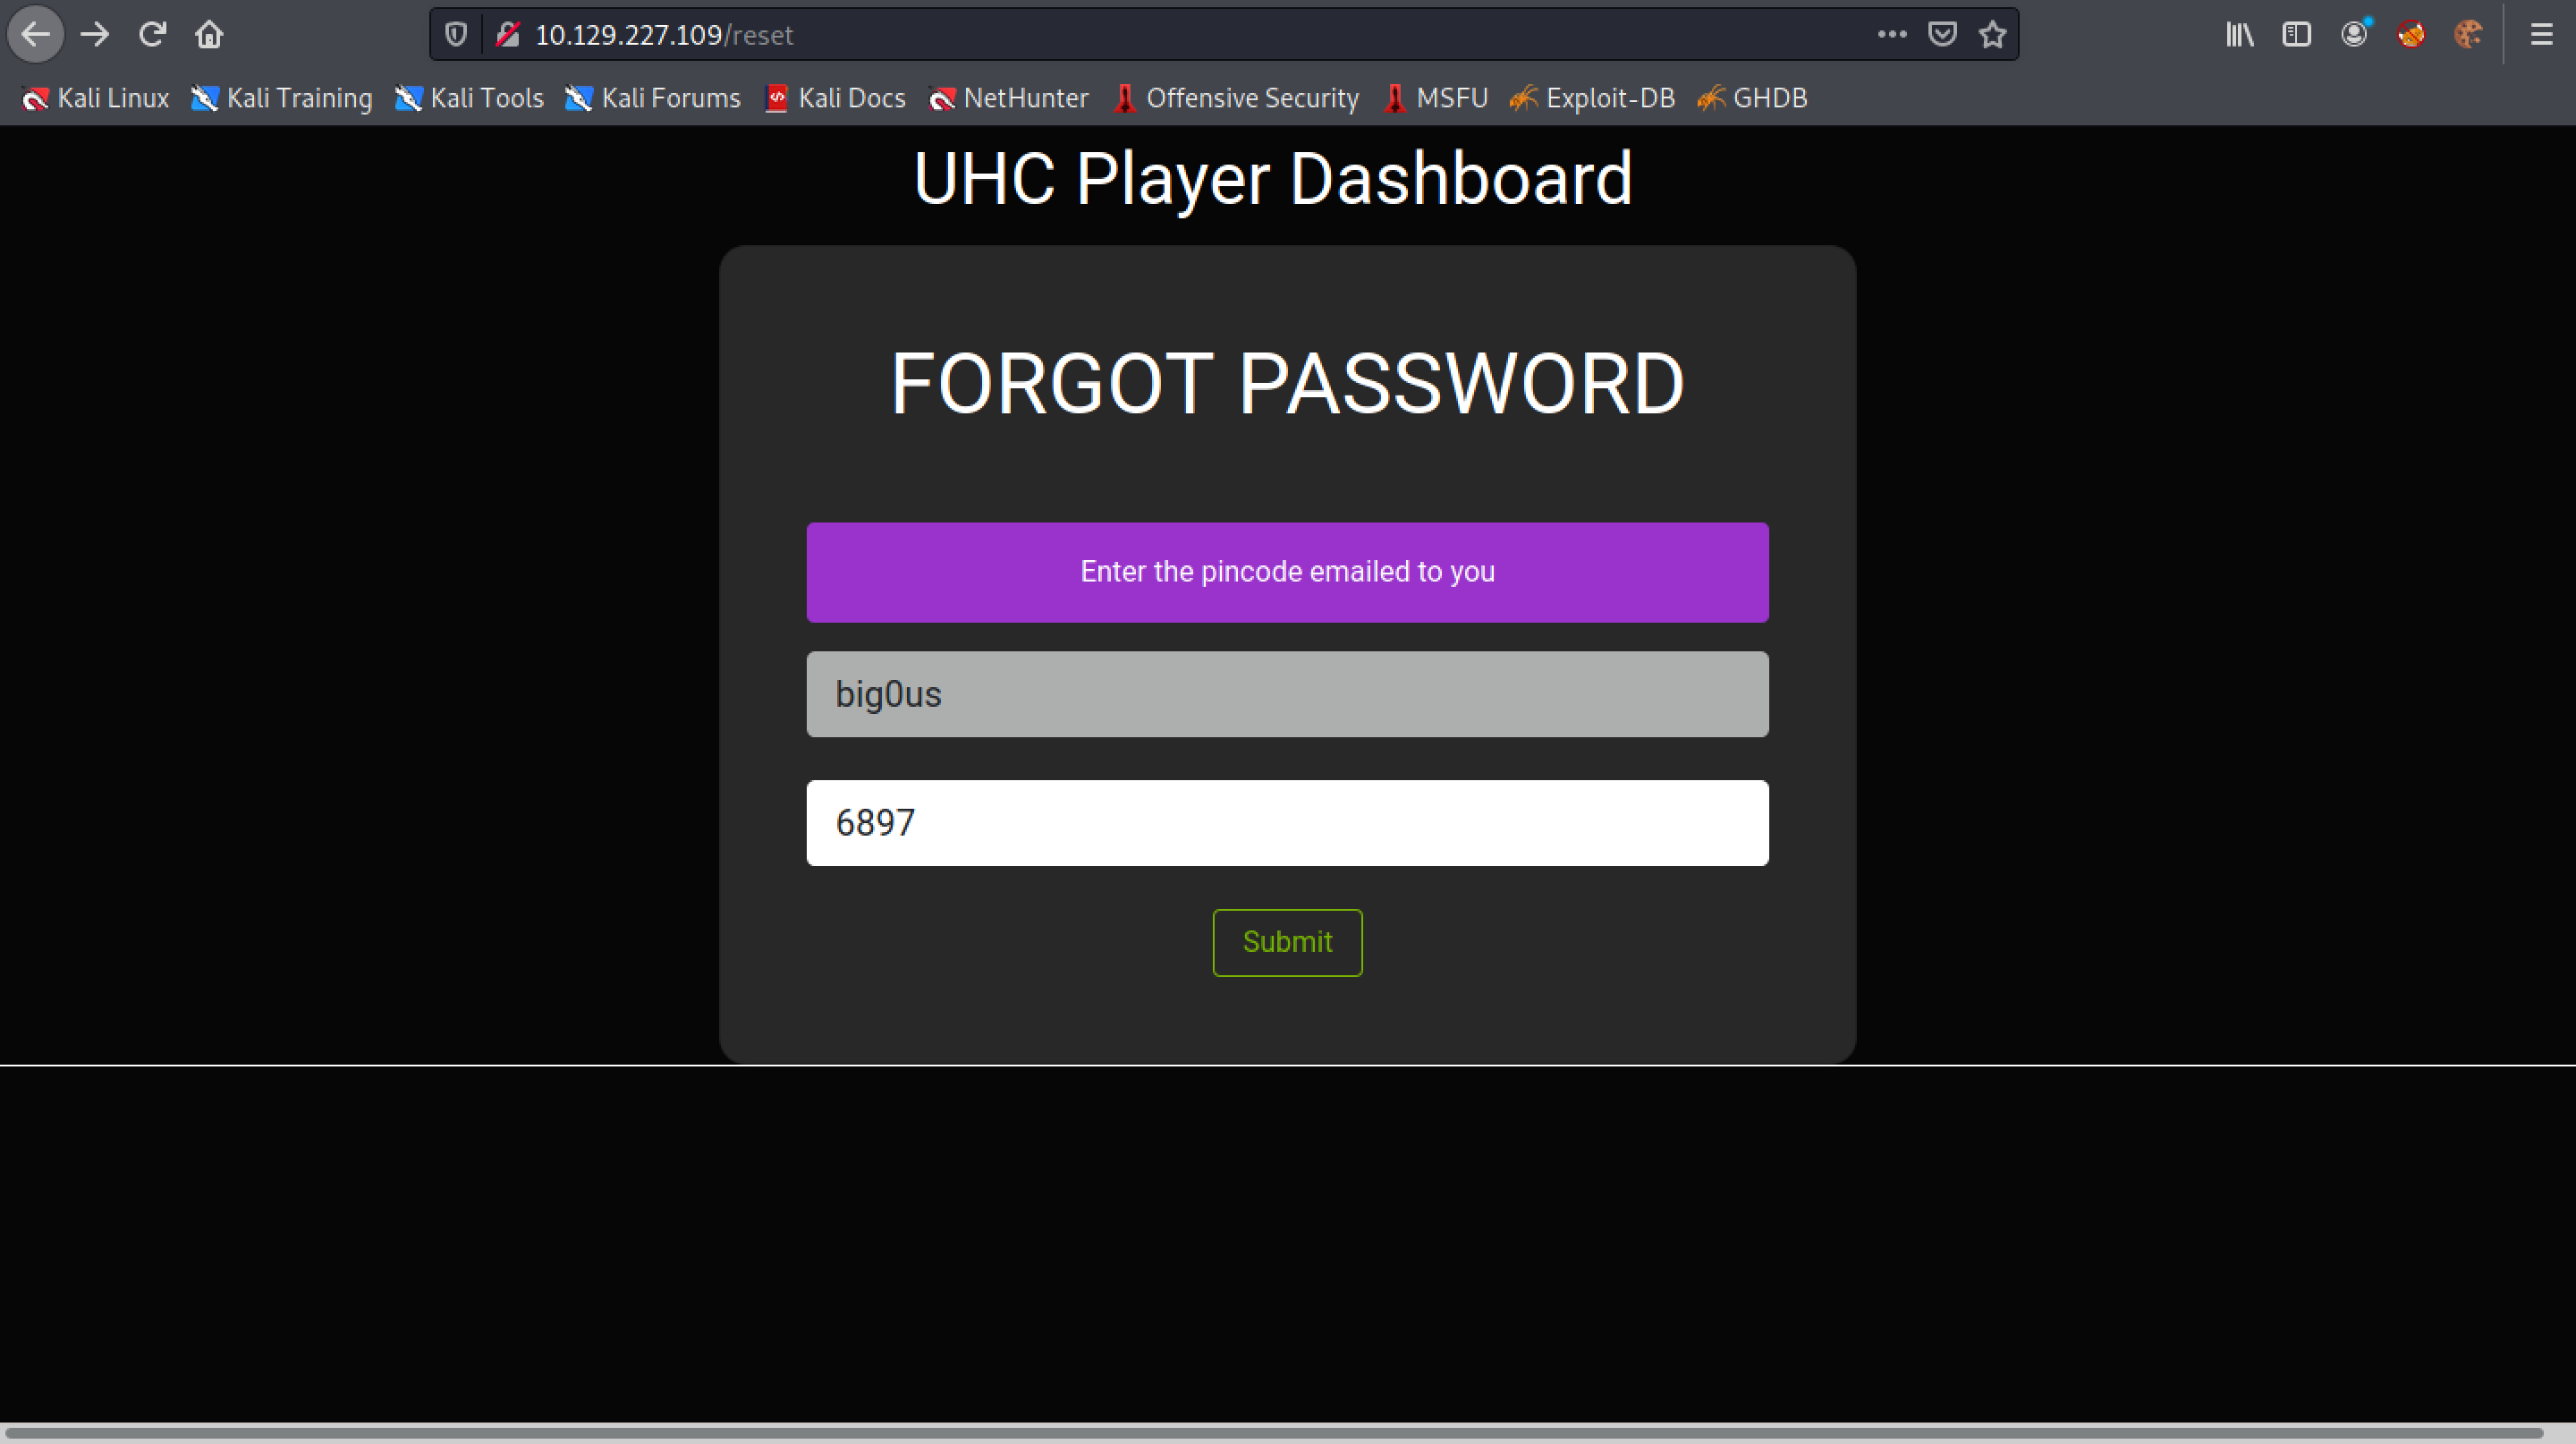 10.129.227.109/reset
Kali Linux Kali Training Kali Tools Kali Forums Kali Docs NetHunter Offensive Security MSFU Exploit-DB GHDB
UHC Player Dashboard
FORGOT PASSWORD
Enter the pincode emailed to you
big0us
6897
Submit